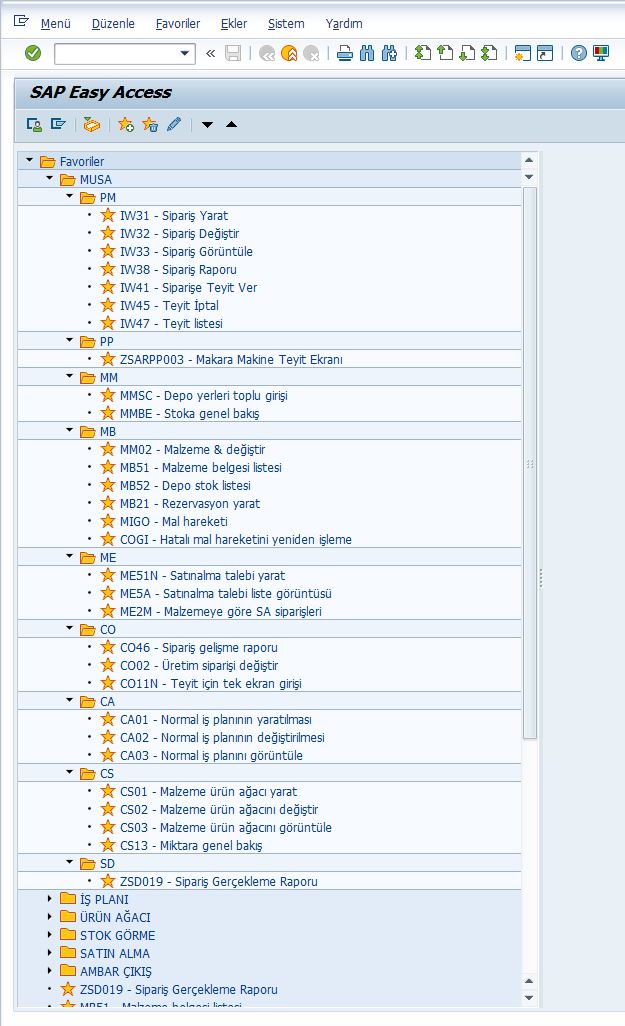 Menü Düzenle Favoriler Ekler Sistem Yardım
SAP Easy Access
Favoriler
MUSA
PM
IW31 - Sipariş Yarat
IW32 - Sipariş Değiştir
IW33 - Sipariş Görüntüle
IW38 - Sipariş Raporu
IW41 - Siparişe Teyit Ver
IW45 - Teyit İptal
IW47 - Teyit listesi
PP
ZSARPP003 - Makara Makine Teyit Ekranı
MM
MMSC - Depo yerleri toplu girişi
MMBE - Stoka genel bakış
MB
MM02 - Malzeme & değiştir
MB51 - Malzeme belgesi listesi
MB52 - Depo stok listesi
MB21 - Rezervasyon yarat
MIGO - Mal hareketi
COGI - Hatalı mal hareketini yeniden işleme
ME
ME51N - Satınalma talebi yarat
ME5A - Satınalma talebi liste görüntüsü
ME2M - Malzemeye göre SA siparişleri
CO
CO46 - Sipariş gelişme raporu
CO02 - Üretim siparişi değiştir
CO11N - Teyit için tek ekran girişi
CA
CA01 - Normal iş planının yaratılması
CA02 - Normal iş planının değiştirilmesi
CA03 - Normal iş planını görüntüle
CS
CS01 - Malzeme ürün ağacı yarat
CS02 - Malzeme ürün ağacını değiştir
CS03 - Malzeme ürün ağacını görüntüle
CS13 - Miktara genel bakış
SD
ZSD019 - Sipariş Gerçekleme Raporu
İŞ PLANI
ÜRÜN AĞACI
STOK GÖRME
SATIN ALMA
AMBAR ÇIKIŞ
ZSD019 - Sipariş Gerçekleme Raporu
MB51 - Malzeme belgesi listesi